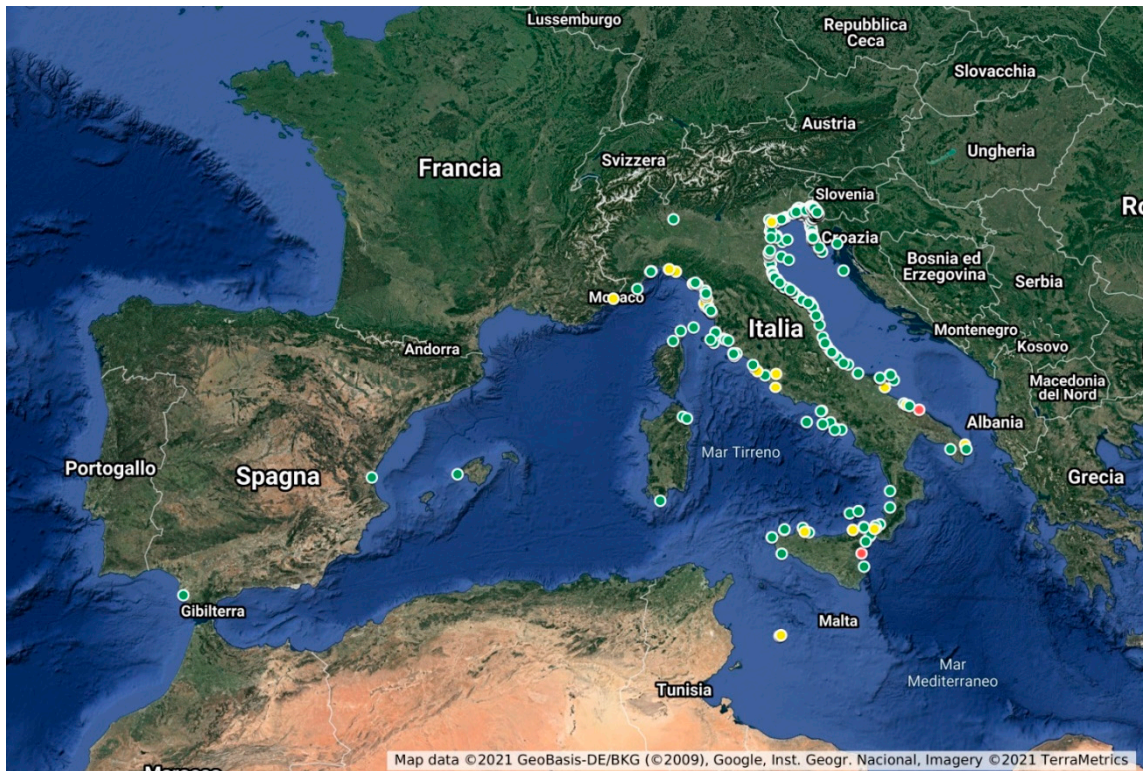 Lussemburgo
Repubblica
Ceca
Slovacchia
Austria
Ungheria
Francia
Svizzera
Slovenia
Croazia
Bosnia ed
Erzegovina
Serbia
Monaco
Italia
Andorra
Montenegro
Kosovo
Macedonia
del Nord
Albania
Mar Tirreno
Portogallo
Spagna
Grecia
Gibilterra
Malta
Mar
Mediterraneo
Tunisia
Map data ©2021 GeoBasis-DE/BKG (©2009), Google, Inst. Geogr. Nacional, Imagery ©2021 TerraMetrics